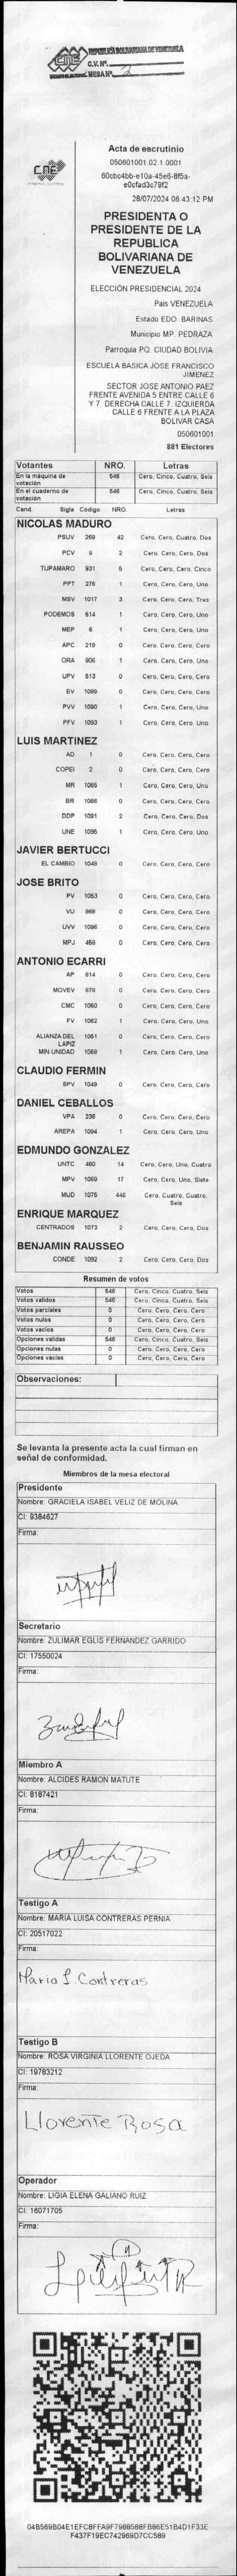 REPUBLICA BOLIVARIANA DE VENEZUELA
C.V. Nº.
MESA Nº. 2
CNE
Acta de escrutinio
050601001.02.1.0001
60cbc4bb-e10a-45e6-8f5a-
e0cfad3c79f2
28/07/2024 06:43:12 PM
PRESIDENTA O
PRESIDENTE DE LA
REPUBLICA
BOLIVARIANA DE
VENEZUELA
ELECCIÓN PRESIDENCIAL 2024
País VENEZUELA
Estado EDO. BARINAS
Municipio MP. PEDRAZA
Parroquia PQ. CIUDAD BOLIVIA
ESCUELA BASICA JOSE FRANCISCO
JIMENEZ
SECTOR JOSE ANTONIO PAEZ
FRENTE AVENIDA 5 ENTRE CALLE 6
Y 7. DERECHA CALLE 7. IZQUIERDA
CALLE 6 FRENTE A LA PLAZA
BOLIVAR CASA
050601001
881 Electores
Votantes NRO. Letras
En la máquina de votación 546 Cero, Cinco, Cuatro, Seis
En el cuaderno de votación 546 Cero, Cinco, Cuatro, Seis
Cand. Sigla Código NRO. Letras
NICOLAS MADURO
PSUV 269 42 Cero, Cero, Cuatro, Dos
PCV 9 2 Cero, Cero, Cero, Dos
TUPAMARO 931 5 Cero, Cero, Cero, Cinco
PPT 276 1 Cero, Cero, Cero, Uno
MSV 1017 3 Cero, Cero, Cero, Tres
PODEMOS 514 1 Cero, Cero, Cero, Uno
MEP 6 1 Cero, Cero, Cero, Uno
APC 219 0 Cero, Cero, Cero, Cero
ORA 906 1 Cero, Cero, Cero, Uno
UPV 513 0 Cero, Cero, Cero, Cero
EV 1089 0 Cero, Cero, Cero, Cero
PVV 1090 1 Cero, Cero, Cero, Uno
PFV 1093 1 Cero, Cero, Cero, Uno
LUIS MARTINEZ
AD 1 0 Cero, Cero, Cero, Cero
COPEI 2 0 Cero, Cero, Cero, Cero
MR 1065 1 Cero, Cero, Cero, Uno
BR 1066 0 Cero, Cero, Cero, Cero
DDP 1091 2 Cero, Cero, Cero, Dos
UNE 1095 1 Cero, Cero, Cero, Uno
JAVIER BERTUCCI
EL CAMBIO 1048 0 Cero, Cero, Cero, Cero
JOSE BRITO
PV 1053 0 Cero, Cero, Cero, Cero
VU 968 0 Cero, Cero, Cero, Cero
UVV 1096 0 Cero, Cero, Cero, Cero
MPJ 459 0 Cero, Cero, Cero, Cero
ANTONIO ECARRI
AP 814 0 Cero, Cero, Cero, Cero
MOVEV 978 0 Cero, Cero, Cero, Cero
CMC 1050 0 Cero, Cero, Cero, Cero
FV 1062 1 Cero, Cero, Cero, Uno
ALIANZA DEL LAPIZ 1051 0 Cero, Cero, Cero, Cero
MIN UNIDAD 1058 1 Cero, Cero, Cero, Uno
CLAUDIO FERMIN
SPV 1049 0 Cero, Cero, Cero, Cero
DANIEL CEBALLOS
VPA 236 0 Cero, Cero, Cero, Cero
AREPA 1094 1 Cero, Cero, Cero, Uno
EDMUNDO GONZALEZ
UNTC 460 14 Cero, Cero, Uno, Cuatro
MPV 1069 17 Cero, Cero, Uno, Siete
MUD 1075 446 Cero, Cuatro, Cuatro,
Seis
ENRIQUE MARQUEZ
CENTRADOS 1073 2 Cero, Cero, Cero, Dos
BENJAMIN RAUSSEO
CONDE 1092 2 Cero, Cero, Cero, Dos
Resumen de votos
Votos 546 Cero, Cinco, Cuatro, Seis
Votos validos 546 Cero, Cinco, Cuatro, Seis
Votos parciales 0 Cero, Cero, Cero, Cero
Votos nulos 0 Cero, Cero, Cero, Cero
Votos vacios 0 Cero, Cero, Cero, Cero
Opciones validas 546 Cero, Cinco, Cuatro, Seis
Opciones nulas 0 Cero, Cero, Cero, Cero
Opciones vacias 0 Cero, Cero, Cero, Cero
Observaciones:
Se levanta la presente acta la cual firman en
señal de conformidad.
Miembros de la mesa electoral
Presidente
Nombre: GRACIELA ISABEL VELIZ DE MOLINA
CI: 9384627
Firma:
Secretario
Nombre: ZULIMAR EGLIS FERNANDEZ GARRIDO
CI: 17550024
Firma:
Miembro A
Nombre: ALCIDES RAMON MATUTE
CI: 8187421
Firma:
Testigo A
Nombre: MARIA LUISA CONTRERAS PERNIA
CI: 20517022
Firma:
Maria L. Contreras
Testigo B
Nombre: ROSA VIRGINIA LLORENTE OJEDA
CI: 19783212
Firma:
Llorente Rosa
Operador
Nombre: LIGIA ELENA GALIANO RUIZ
CI: 16071705
Firma:
04B569B04E1EFC8FFA9F7988568FB86E51B4D1F33E
F437F19EC742969D7CC589